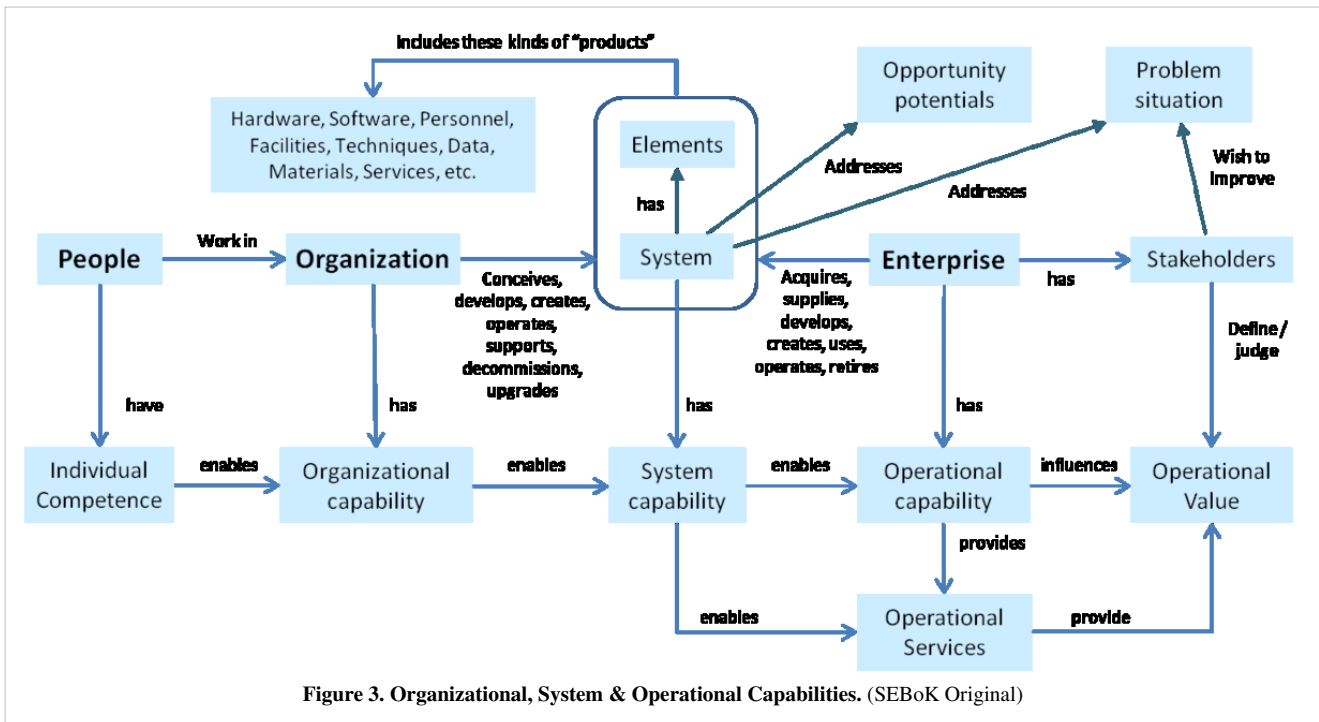 Includes these kinds of “products”
Opportunity
potentials
Problem
situation
Hardware, Software, Personnel,
Facilities, Techniques, Data,
Materials, Services, etc.
Elements
Addresses
Addresses
Wish to
Improve
has
People
Work in
Organization
System
Enterprise
has
Stakeholders
Conceives,
develops, creates,
operates,
supports,
decommissions,
upgrades
Acquires,
supplies,
develops,
creates, uses,
operates, retires
Define /
judge
have
has
has
has
Individual
Competence
enables
Organizational
capability
enables
System
capability
enables
Operational
capability
influences
Operational
Value
provides
enables
Operational
Services
provide
Figure 3. Organizational, System & Operational Capabilities. (SEBoK Original)